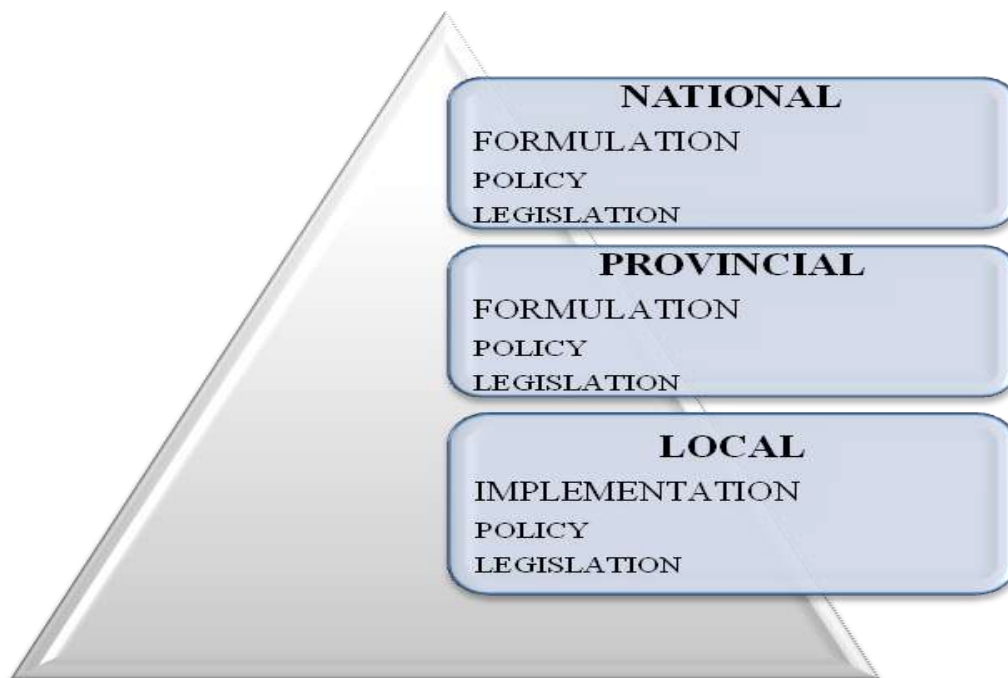 NATIONAL
FORMULATION
POLICY
LEGISLATION
PROVINCIAL
FORMULATION
POLICY
LEGISLATION
LOCAL
IMPLEMENTATION
POLICY
LEGISLATION